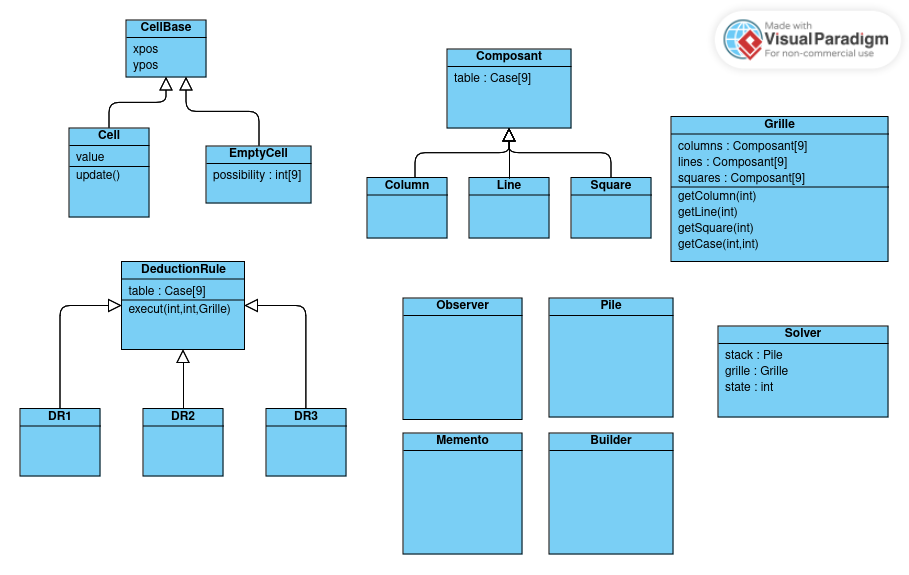 Made with
Visual Paradigm
For non-commercial use
CellBase
xpos
ypos
Cell
value
update()
EmptyCell
possibility : int[9]
Composant
table : Case[9]
Column
Line
Square
Grille
columns : Composant[9]
lines : Composant[9]
squares : Composant[9]
getColumn(int)
getLine(int)
getSquare(int)
getCase(int,int)
DeductionRule
table : Case[9]
execut(int,int,Grille)
DR1
DR2
DR3
Observer
Pile
Memento
Builder
Solver
stack : Pile
grille : Grille
state : int